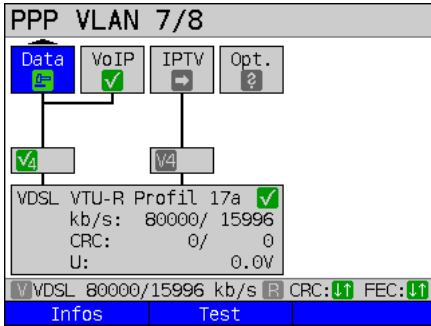 PPP VLAN 7/8
Data VoIP IPTV Opt.
?
V4 V4
VDSL VTU-R Profil 17a
kb/s: 80000/ 15996
CRC: 0/ 0
U: 0.0V
V VDSL 80000/15996 kb/s R CRC: FEC:
Infos Test